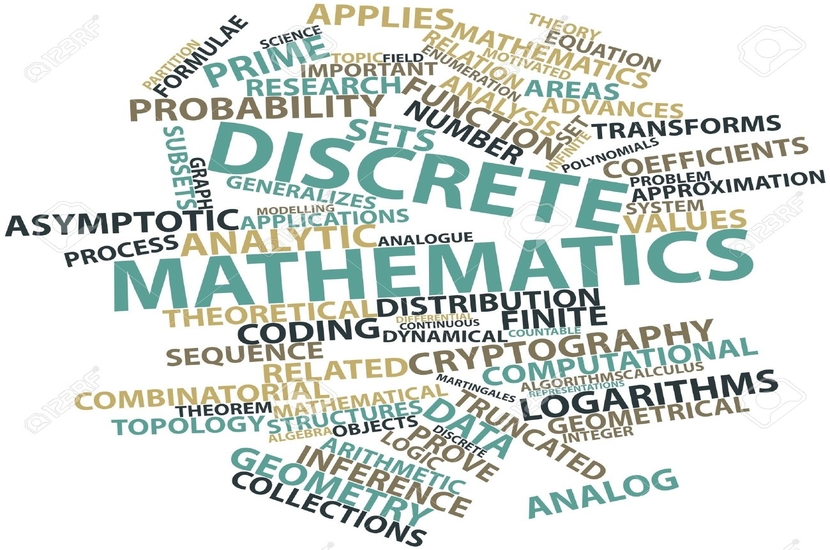 APPLIES
THEORY
MATHEMATICS
EQUATION
PARTITION
FORMULAE
SCIENCE
PRIME
TOPIC
FIELD
RELATION
MOTIVATED
ENUMERATION
IMPORTANT
RESEARCH
FUNCTION
ANALYSIS
AREAS
ADVANCES
PROBABILITY
NUMBER
SETS
SET
INFINITE
TRANSFORMS
POLYNOMIALS
COEFFICIENTS
SUBSETS
GRAPH
DISCRETE
PROBLEM
APPROXIMATION
GENERALIZES
SYSTEM
VALUES
MODELLING
ASYMPTOTIC
APPLICATIONS
PROCESS
ANALYTIC
ANALOGUE
MATHEMATICS
THEORETICAL
DISTRIBUTION
DIFFERENTIAL
CONTINUOUS
FINITE
CODING
DYNAMICAL
COUNTABLE
SEQUENCE
RELATED
CRYPTOGRAPHY
COMPUTATIONAL
ALGORITHMS
CALCULUS
MARTINGALES
REPRESENTATIONS
COMBINATORIAL
THEOREM
MATHEMATICAL
LOGARITHMS
TOPOLOGY
STRUCTURES
DATA
TRUNCATED
GEOMETRICAL
ALGEBRA
OBJECTS
DISCRETE
INTEGER
PROVE
LOGIC
ARITHMETIC
GEOMETRY
INFERENCE
COLLECTIONS
ANALOG
123RF